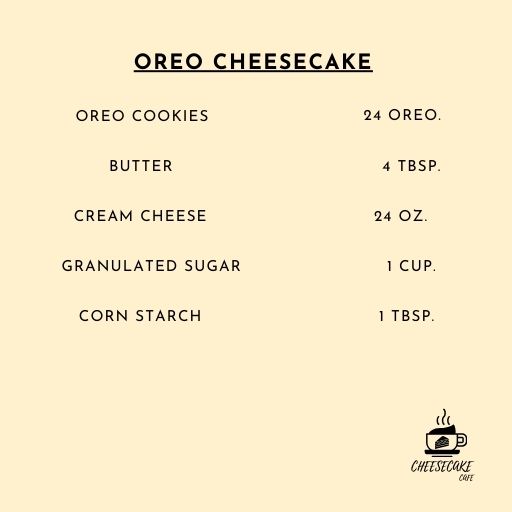 OREO CHEESECAKE
OREO COOKIES 24 OREO.
BUTTER 4 TBSP.
CREAM CHEESE 24 OZ.
GRANULATED SUGAR 1 CUP.
CORN STARCH 1 TBSP.
CHEESECAKE
CAFE